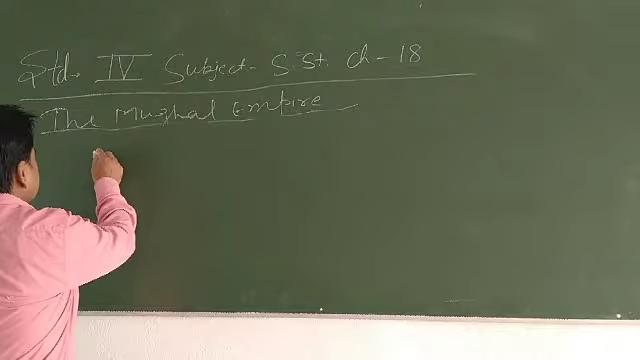 Std. IV Subject - S.St. Ch - 18
The Mughal Empire